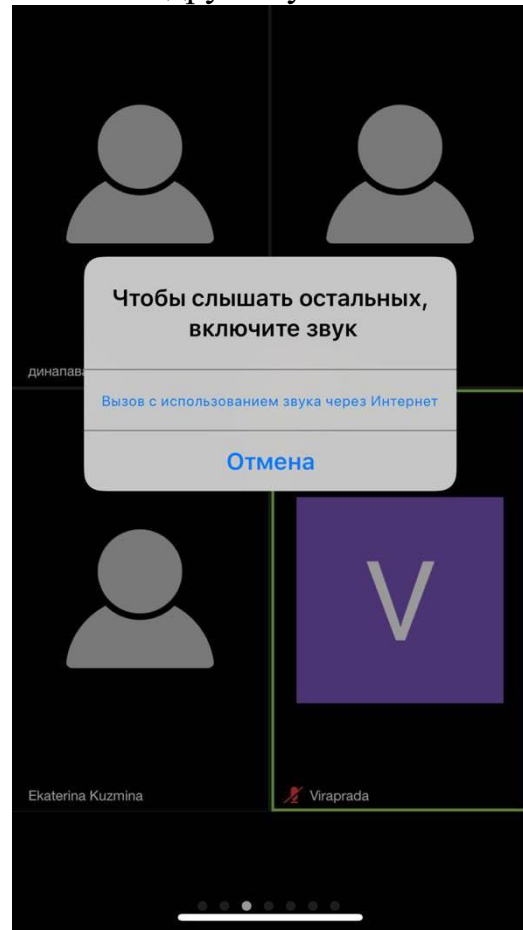 Чтобы слышать остальных,
включите звук
динапав
Вызов с использованием звука через Интернет
Отмена
V
Ekaterina Kuzmina
Viraprada